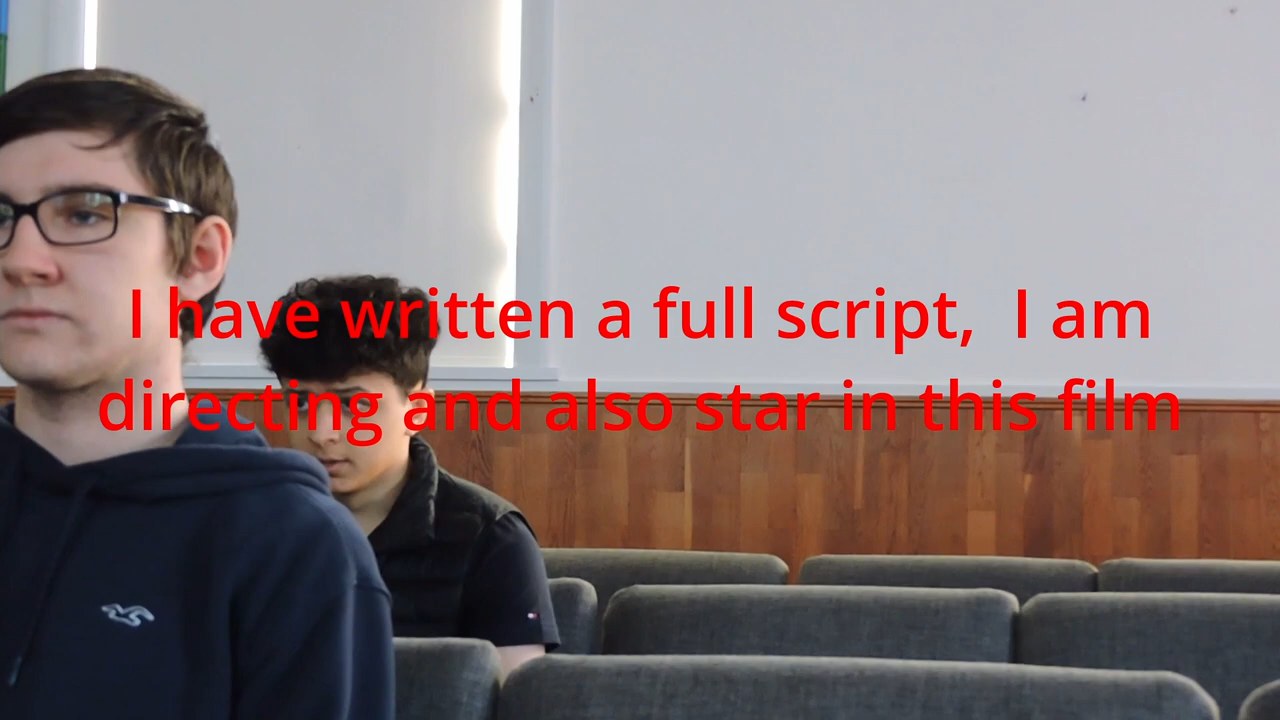 I have written a full script,  I am
directing and also star in this film